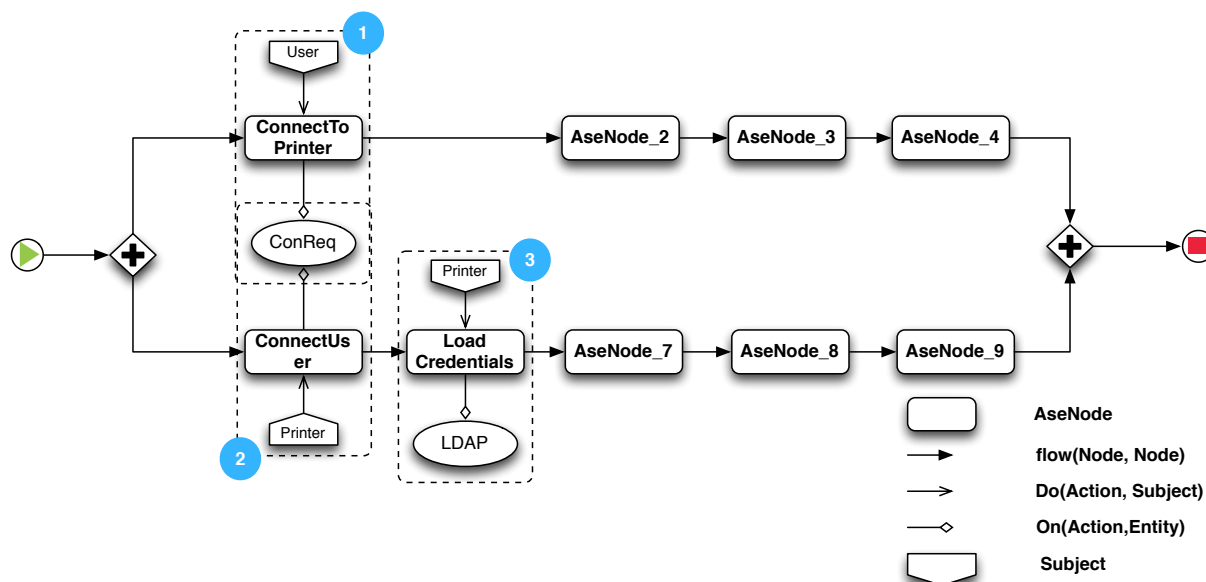 1
User
ConnectTo
Printer
AseNode_2
AseNode_3
AseNode_4
ConReq
Printer
3
ConnectUs
er
Load
Credentials
AseNode_7
AseNode_8
AseNode_9
Printer
2
LDAP
AseNode
flow(Node, Node)
Do(Action, Subject)
On(Action,Entity)
Subject